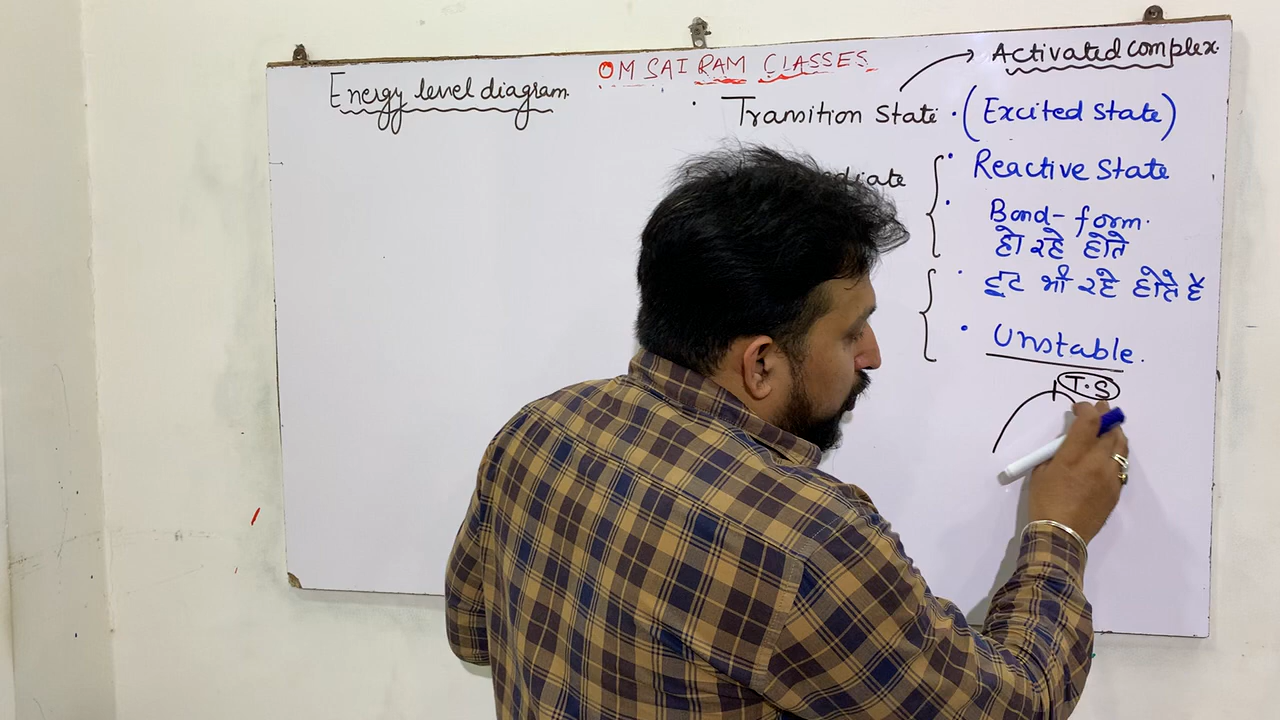 OM SAI RAM CLASSES
Activated complex.
Energy level diagram
Transition State . (Excited State)
Reactive State
Bond - form.
हो रहे होते
टूट भी रहे होते है
Unstable.
T.S